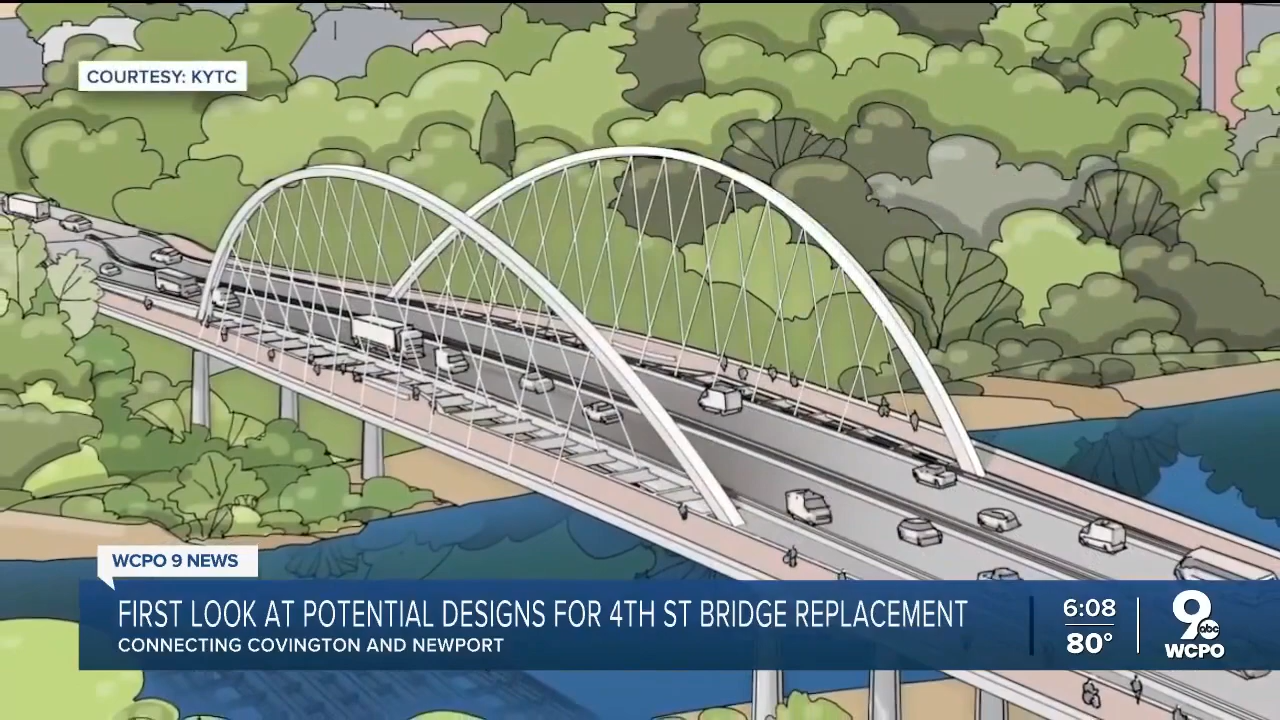 COURTESY: KYTC
WCPO 9 NEWS
FIRST LOOK AT POTENTIAL DESIGNS FOR 4TH ST BRIDGE REPLACEMENT
CONNECTING COVINGTON AND NEWPORT
6:08
80°
9
abc
WCPO